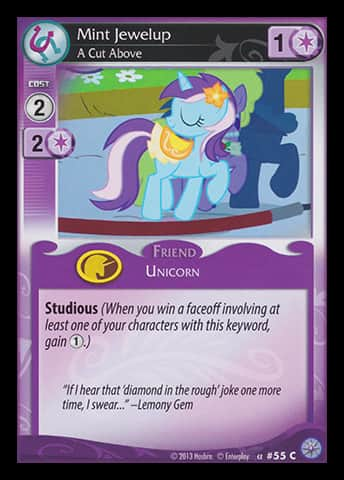 Mint Jewelup
A Cut Above
1
COST
2
2
FRIEND
UNICORN
Studious (When you win a faceoff involving at
least one of your characters with this keyword,
gain 1.)
"If I hear that 'diamond in the rough' joke one more
time, I swear..." –Lemony Gem
© 2013 Hasbro. © Enterplay. α #55 C